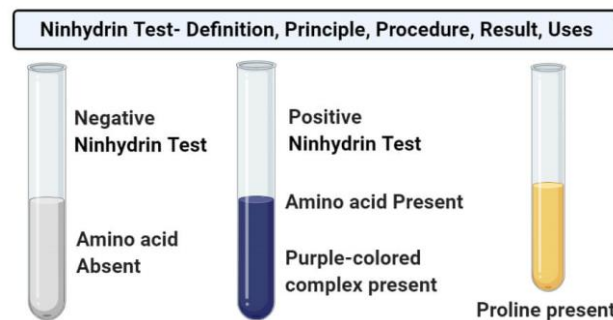 Ninhydrin Test- Definition, Principle, Procedure, Result, Uses
Negative
Ninhydrin Test
Amino acid
Absent
Positive
Ninhydrin Test
Amino acid Present
Purple-colored
complex present
Proline present